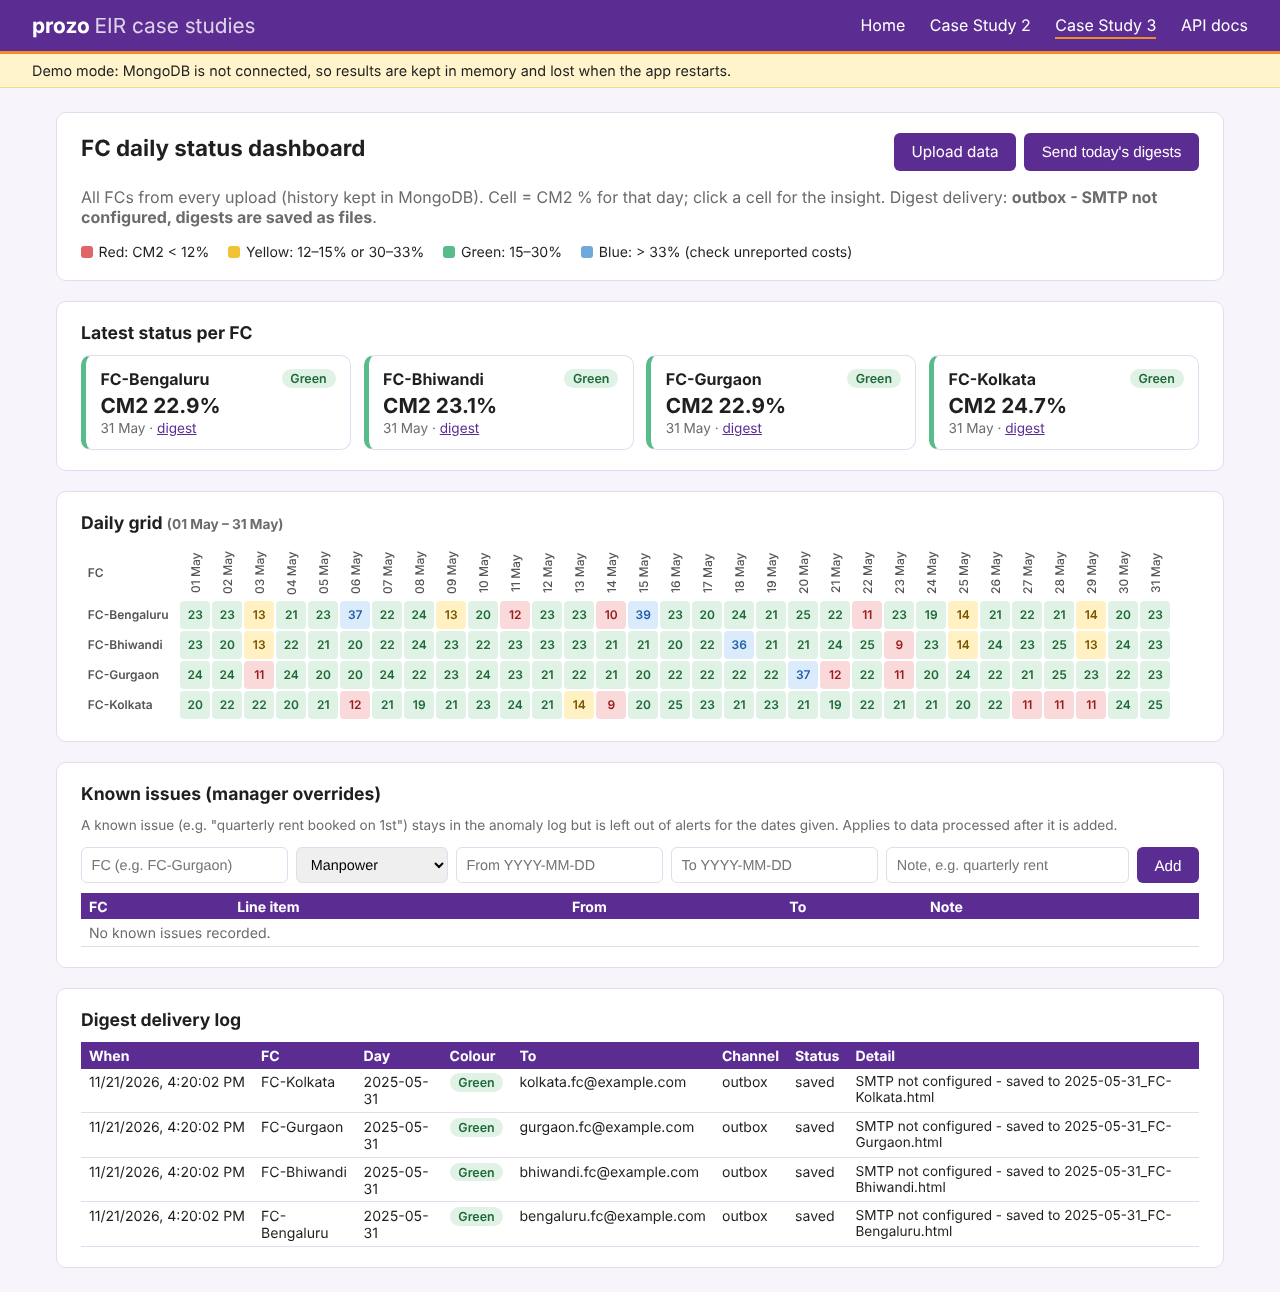 prozo EIR case studies
Home Case Study 2 Case Study 3 API docs
Demo mode: MongoDB is not connected, so results are kept in memory and lost when the app restarts.
FC daily status dashboard
Upload data Send today's digests
All FCs from every upload (history kept in MongoDB). Cell = CM2 % for that day; click a cell for the insight. Digest delivery: outbox - SMTP not
configured, digests are saved as files.
Red: CM2 < 12% Yellow: 12–15% or 30–33% Green: 15–30% Blue: > 33% (check unreported costs)
Latest status per FC
FC-Bengaluru Green FC-Bhiwandi Green FC-Gurgaon Green FC-Kolkata Green
CM2 22.9% CM2 23.1% CM2 22.9% CM2 24.7%
31 May · digest 31 May · digest 31 May · digest 31 May · digest
Daily grid (01 May – 31 May)
FC 01 May 02 May 03 May 04 May 05 May 06 May 07 May 08 May 09 May 10 May 11 May 12 May 13 May 14 May 15 May 16 May 17 May 18 May 19 May 20 May 21 May 22 May 23 May 24 May 25 May 26 May 27 May 28 May 29 May 30 May 31 May
FC-Bengaluru 23 23 13 21 23 37 22 24 13 20 12 23 23 10 39 23 20 24 21 25 22 11 23 19 14 21 22 21 14 20 23
FC-Bhiwandi 23 20 13 22 21 20 22 24 23 22 23 23 23 21 21 20 22 36 21 21 24 25 9 23 14 24 23 25 13 24 23
FC-Gurgaon 24 24 11 24 20 20 24 22 23 24 23 21 22 21 20 22 22 22 22 37 12 22 11 20 24 22 21 25 23 22 23
FC-Kolkata 20 22 22 20 21 12 21 19 21 23 24 21 14 9 20 25 23 21 23 21 19 22 21 21 20 22 11 11 11 24 25
Known issues (manager overrides)
A known issue (e.g. "quarterly rent booked on 1st") stays in the anomaly log but is left out of alerts for the dates given. Applies to data processed after it is added.
FC (e.g. FC-Gurgaon) Manpower From YYYY-MM-DD To YYYY-MM-DD Note, e.g. quarterly rent Add
FC Line item From To Note
No known issues recorded.
Digest delivery log
When FC Day Colour To Channel Status Detail
11/21/2026, 4:20:02 PM FC-Kolkata 2025-05- Green kolkata.fc@example.com outbox saved SMTP not configured - saved to 2025-05-31_FC-
31 Kolkata.html
11/21/2026, 4:20:02 PM FC-Gurgaon 2025-05- Green gurgaon.fc@example.com outbox saved SMTP not configured - saved to 2025-05-31_FC-
31 Gurgaon.html
11/21/2026, 4:20:02 PM FC-Bhiwandi 2025-05- Green bhiwandi.fc@example.com outbox saved SMTP not configured - saved to 2025-05-31_FC-
31 Bhiwandi.html
11/21/2026, 4:20:02 PM FC- 2025-05- Green bengaluru.fc@example.com outbox saved SMTP not configured - saved to 2025-05-31_FC-
Bengaluru 31 Bengaluru.html